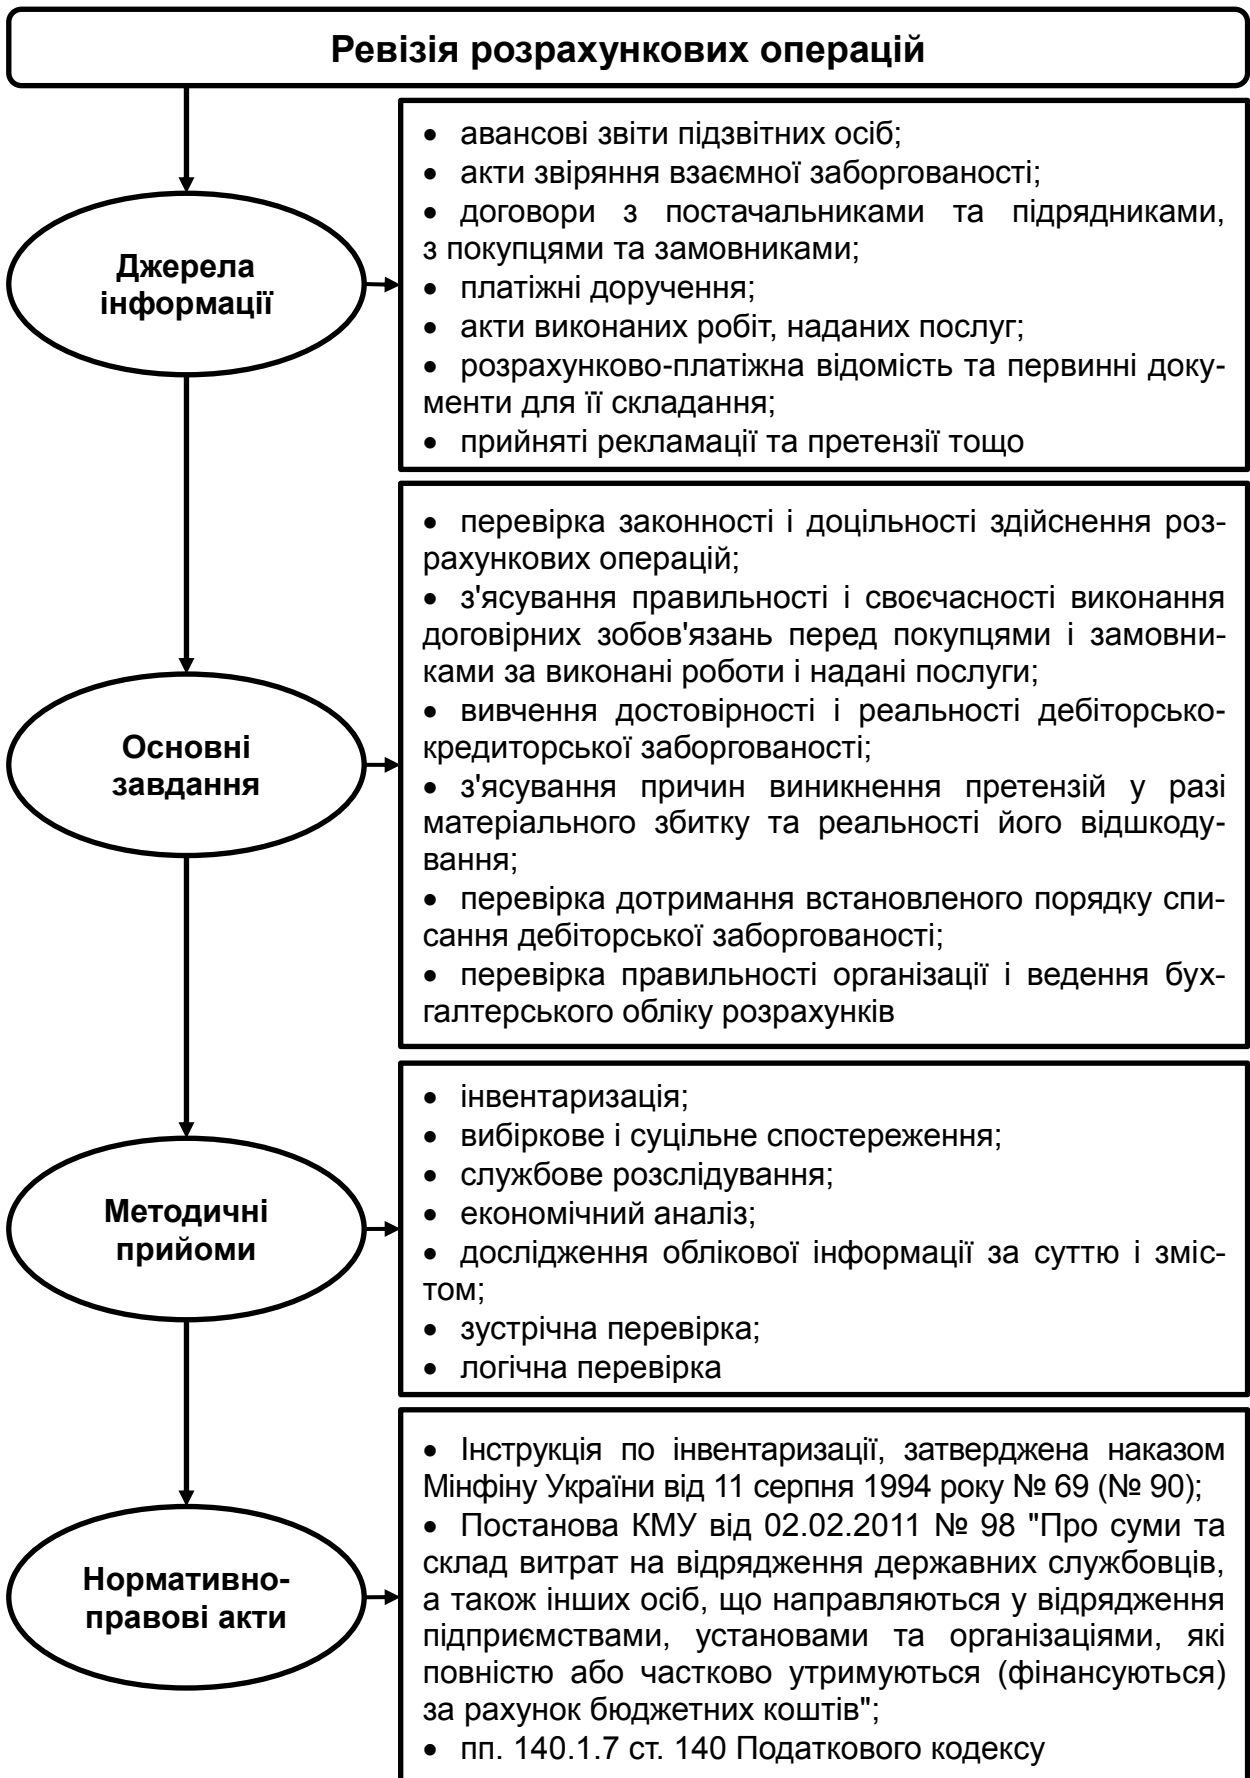 Ревізія розрахункових операцій
Джерела
інформації
• авансові звіти підзвітних осіб;
• акти звіряння взаємної заборгованості;
• договори з постачальниками та підрядниками,
з покупцями та замовниками;
• платіжні доручення;
• акти виконаних робіт, наданих послуг;
• розрахунково-платіжна відомість та первинні доку-
менти для її складання;
• прийняті рекламації та претензії тощо
Основні
завдання
• перевірка законності і доцільності здійснення роз-
рахункових операцій;
• з'ясування правильності і своєчасності виконання
договірних зобов'язань перед покупцями і замовни-
ками за виконані роботи і надані послуги;
• вивчення достовірності і реальності дебіторсько-
кредиторської заборгованості;
• з'ясування причин виникнення претензій у разі
матеріального збитку та реальності його відшкоду-
вання;
• перевірка дотримання встановленого порядку спи-
сання дебіторської заборгованості;
• перевірка правильності організації і ведення бух-
галтерського обліку розрахунків
Методичні
прийоми
• інвентаризація;
• вибіркове і суцільне спостереження;
• службове розслідування;
• економічний аналіз;
• дослідження облікової інформації за суттю і зміс-
том;
• зустрічна перевірка;
• логічна перевірка
Нормативно-
правові акти
• Інструкція по інвентаризації, затверджена наказом
Мінфіну України від 11 серпня 1994 року № 69 (№ 90);
• Постанова КМУ від 02.02.2011 № 98 "Про суми та
склад витрат на відрядження державних службовців,
а також інших осіб, що направляються у відрядження
підприємствами, установами та організаціями, які
повністю або частково утримуються (фінансуються)
за рахунок бюджетних коштів";
• пп. 140.1.7 ст. 140 Податкового кодексу